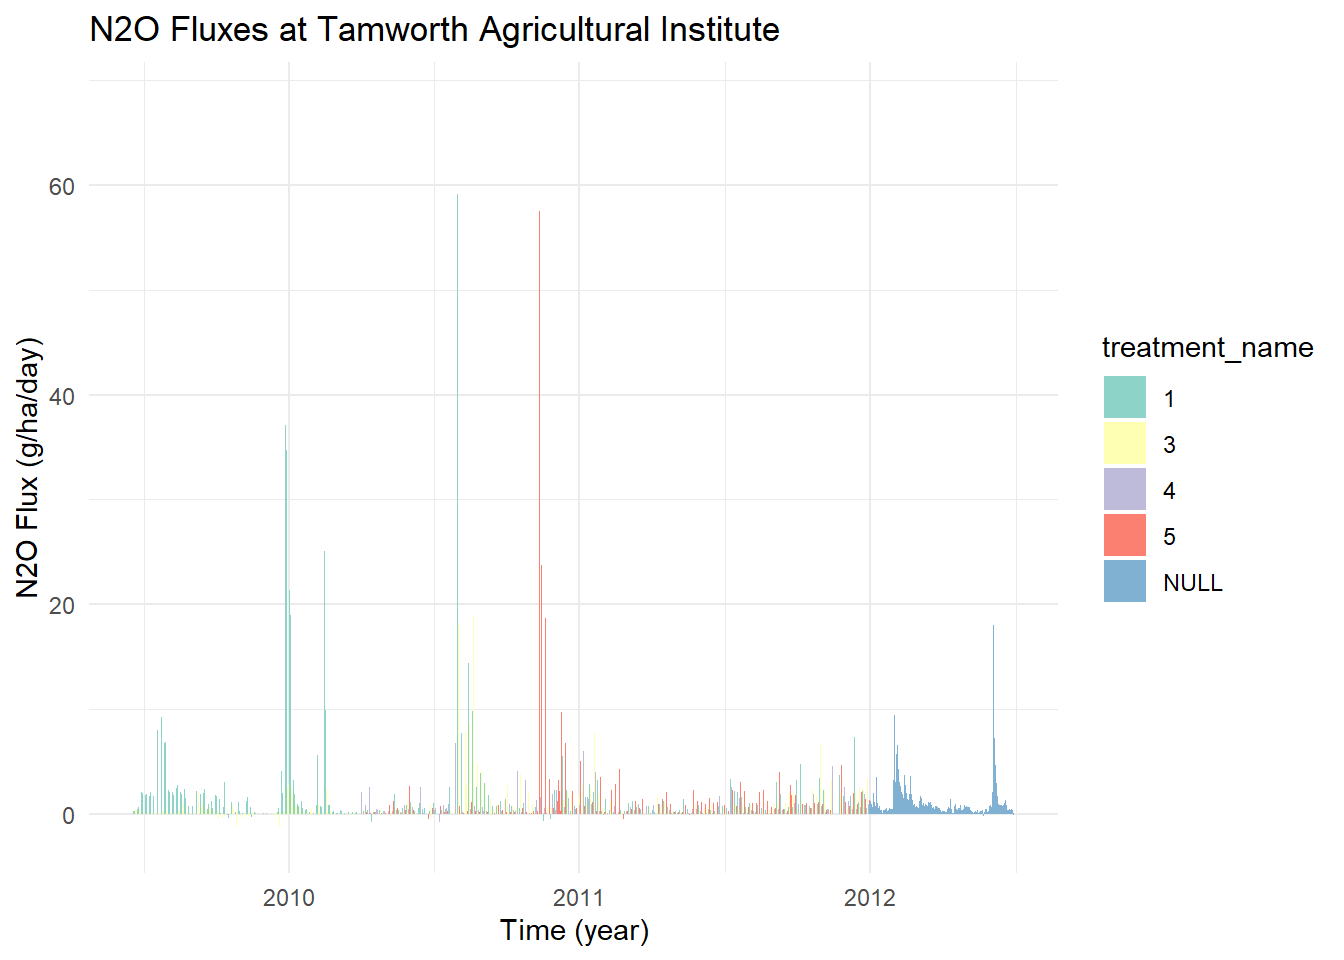 N2O Fluxes at Tamworth Agricultural Institute
N2O Flux (g/ha/day)
60
40
20
0
2010 2011 2012
Time (year)
treatment_name
1
3
4
5
NULL